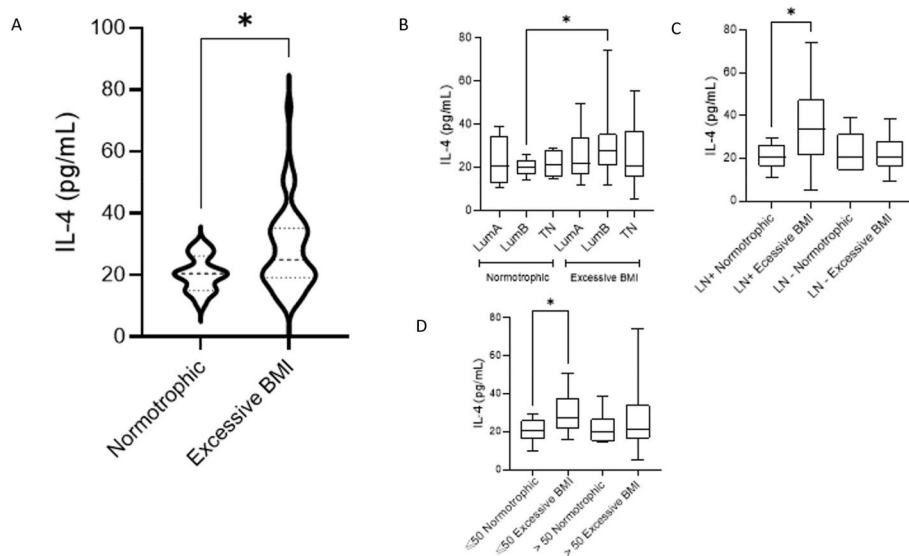 A
*
IL-4 (pg/mL)
100
80
60
40
20
0
Normotrophic
Excessive BMI
B
*
IL-4 (pg/mL)
80
60
40
20
0
LumA
LumB
TN
LumA
LumB
TN
Normotrophic
Excessive BMI
C
*
IL-4 (pg/mL)
80
60
40
20
0
LN+ Normotrophic
LN+ Ecessive BMI
LN - Normotrophic
LN - Excessive BMI
D
*
IL-4 (pg/mL)
80
60
40
20
0
≤50 Normotrophic
≤50 Excessive BMI
> 50 Normotrophic
> 50 Excessive BMI